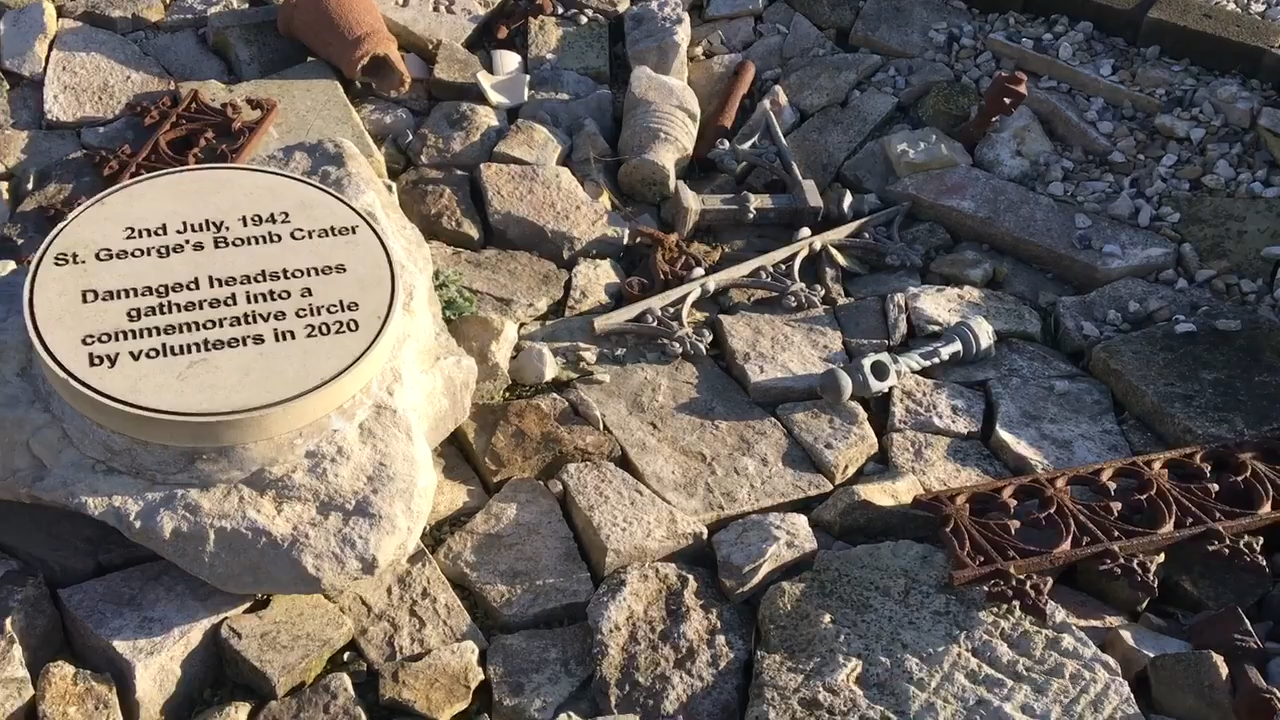 2nd July, 1942
St. George's Bomb Crater
Damaged headstones
gathered into a
commemorative circle
by volunteers in 2020